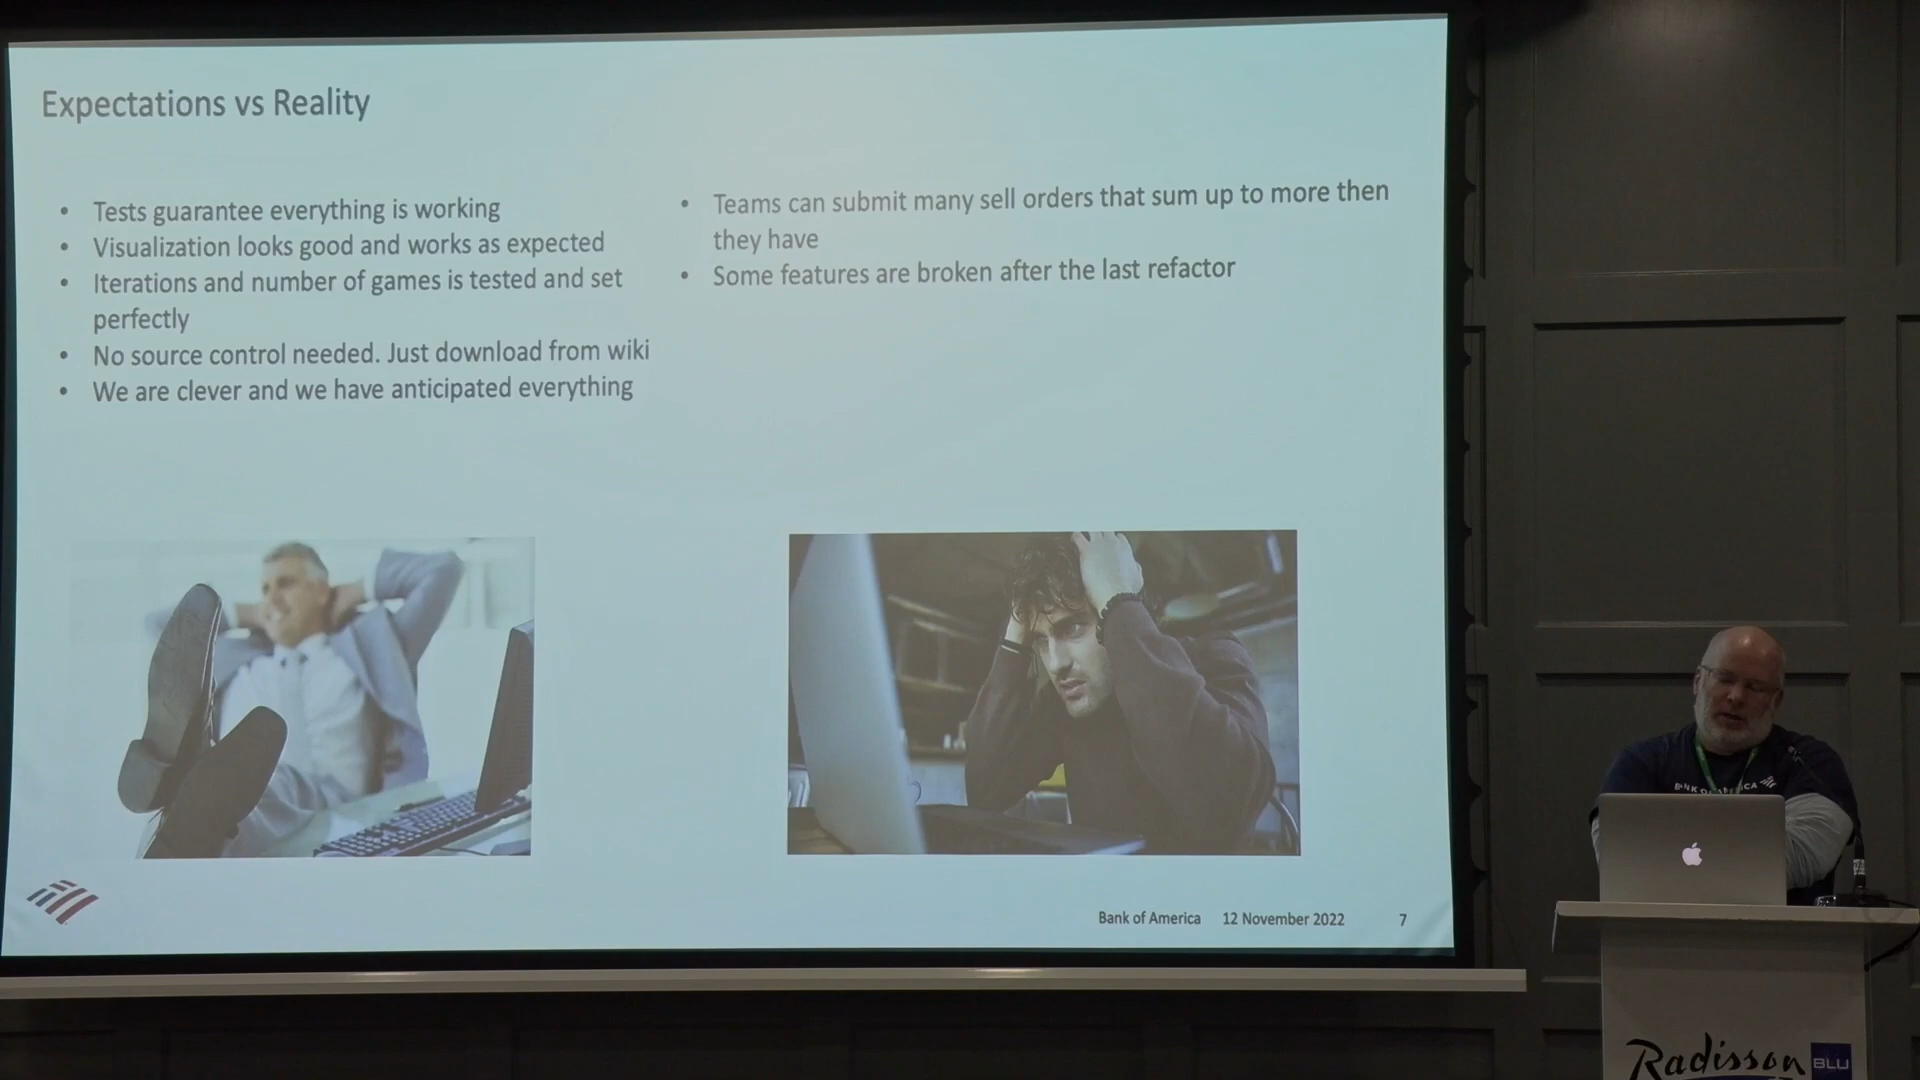 Expectations vs Reality
• Tests guarantee everything is working
• Visualization looks good and works as expected
• Iterations and number of games is tested and set
perfectly
• No source control needed. Just download from wiki
• We are clever and we have anticipated everything
• Teams can submit many sell orders that sum up to more then
they have
• Some features are broken after the last refactor
Bank of America 12 November 2022 7
BANK OF AMERICA
Radisson BLU